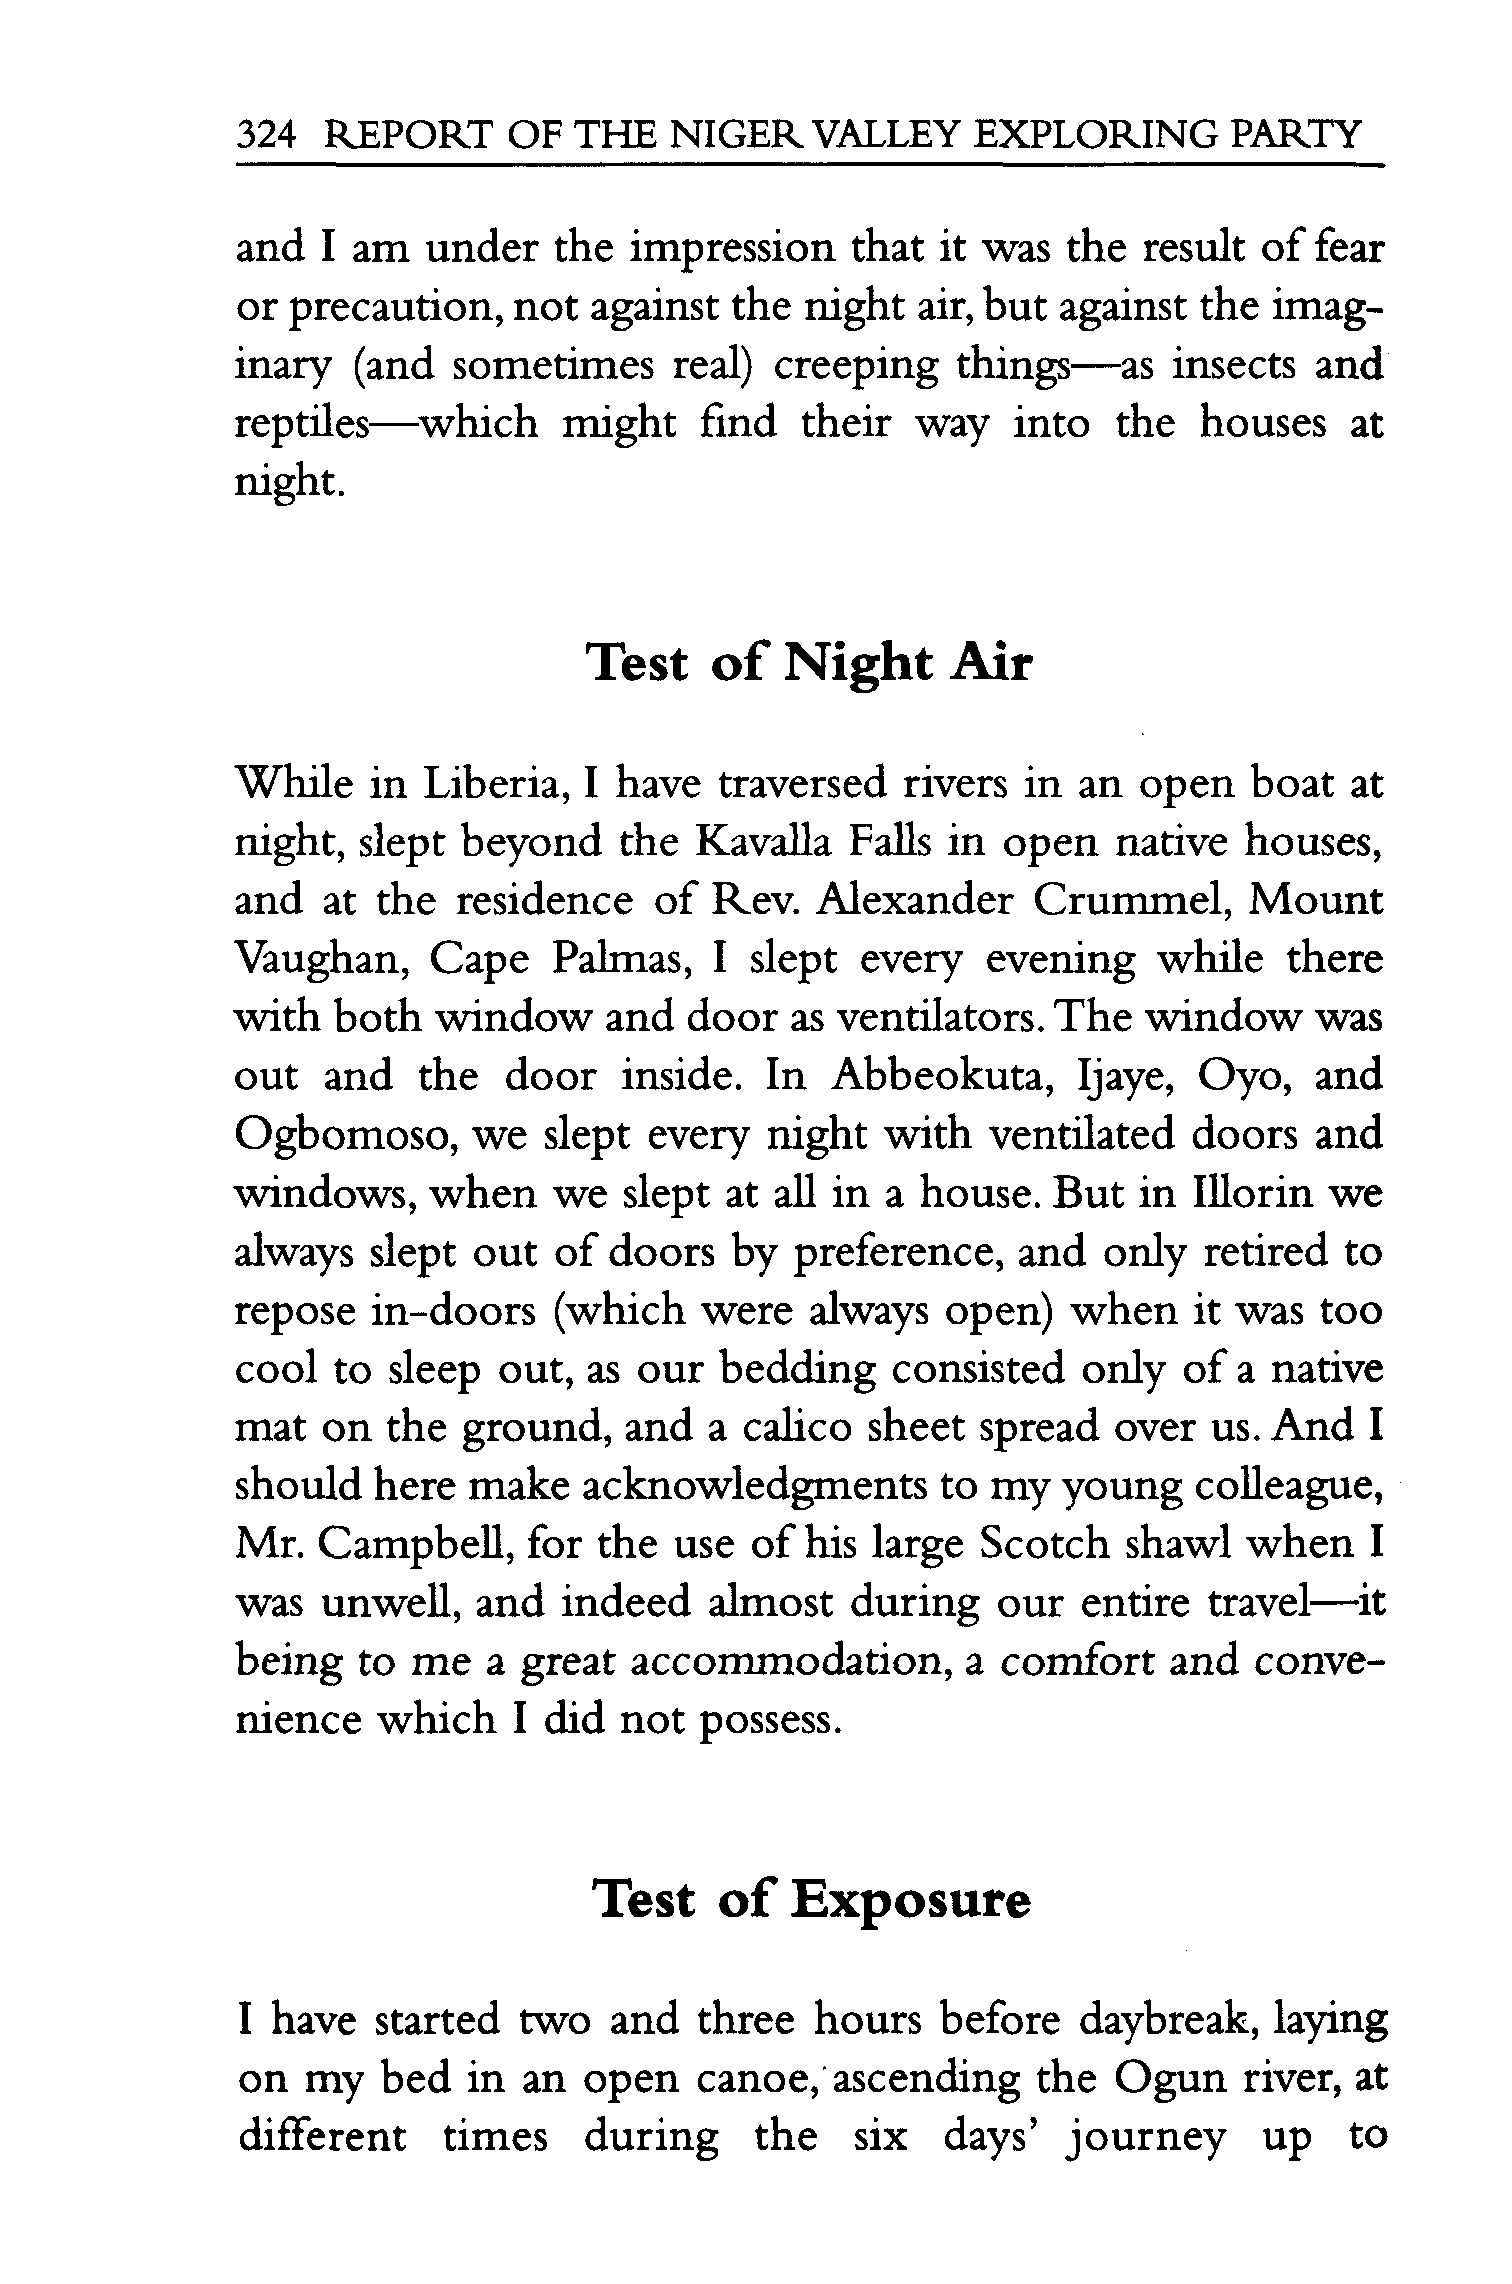 324 REPORT OF THE NIGER VALLEY EXPLORING PARTY
and I am under the impression that it was the result of fear
or precaution, not against the night air, but against the imag-
inary (and sometimes real) creeping things—as insects and
reptiles—which might find their way into the houses at
night.
Test of Night Air
While in Liberia, I have traversed rivers in an open boat at
night, slept beyond the Kavalla Falls in open native houses,
and at the residence of Rev. Alexander Crummel, Mount
Vaughan, Cape Palmas, I slept every evening while there
with both window and door as ventilators. The window was
out and the door inside. In Abbeokuta, Ijaye, Oyo, and
Ogbomoso, we slept every night with ventilated doors and
windows, when we slept at all in a house. But in Illorin we
always slept out of doors by preference, and only retired to
repose in-doors (which were always open) when it was too
cool to sleep out, as our bedding consisted only of a native
mat on the ground, and a calico sheet spread over us. And I
should here make acknowledgments to my young colleague,
Mr. Campbell, for the use of his large Scotch shawl when I
was unwell, and indeed almost during our entire travel—it
being to me a great accommodation, a comfort and conve-
nience which I did not possess.
Test of Exposure
I have started two and three hours before daybreak, laying
on my bed in an open canoe, ascending the Ogun river, at
different times during the six days' journey up to